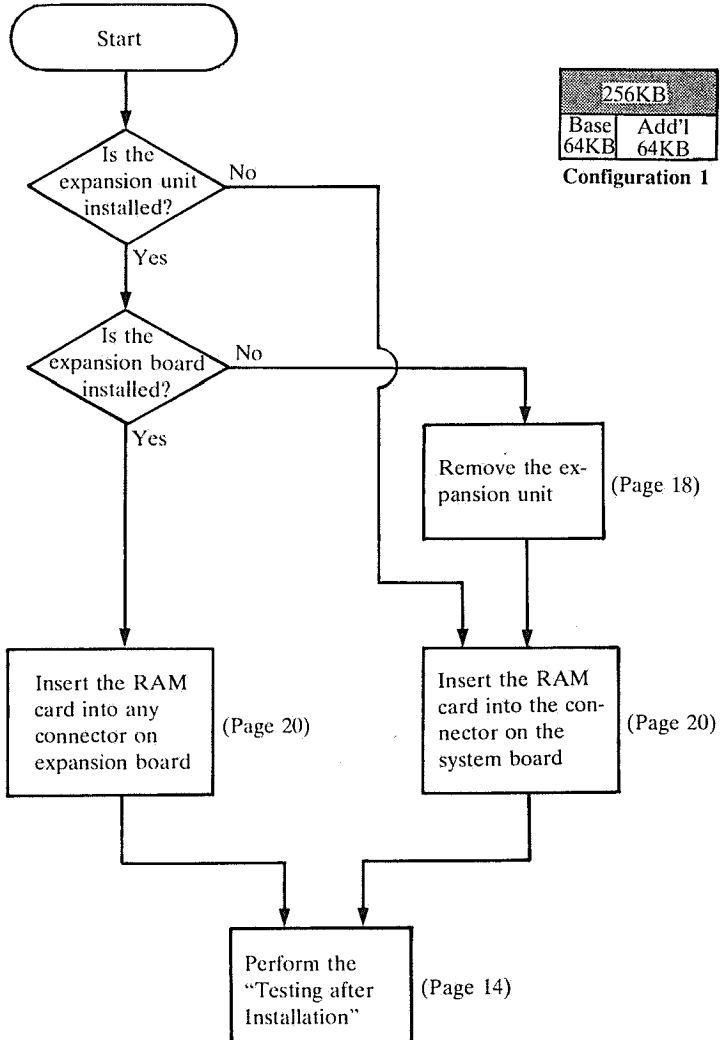 Start
256KB
Base
64KB
Add'l
64KB
Configuration 1
Is the
expansion unit
installed?
No
Yes
Is the
expansion board
installed?
No
Yes
Remove the ex-
pansion unit
(Page 18)
Insert the RAM
card into any
connector on
expansion board
(Page 20)
Insert the RAM
card into the con-
nector on the
system board
(Page 20)
Perform the
“Testing after
Installation”
(Page 14)